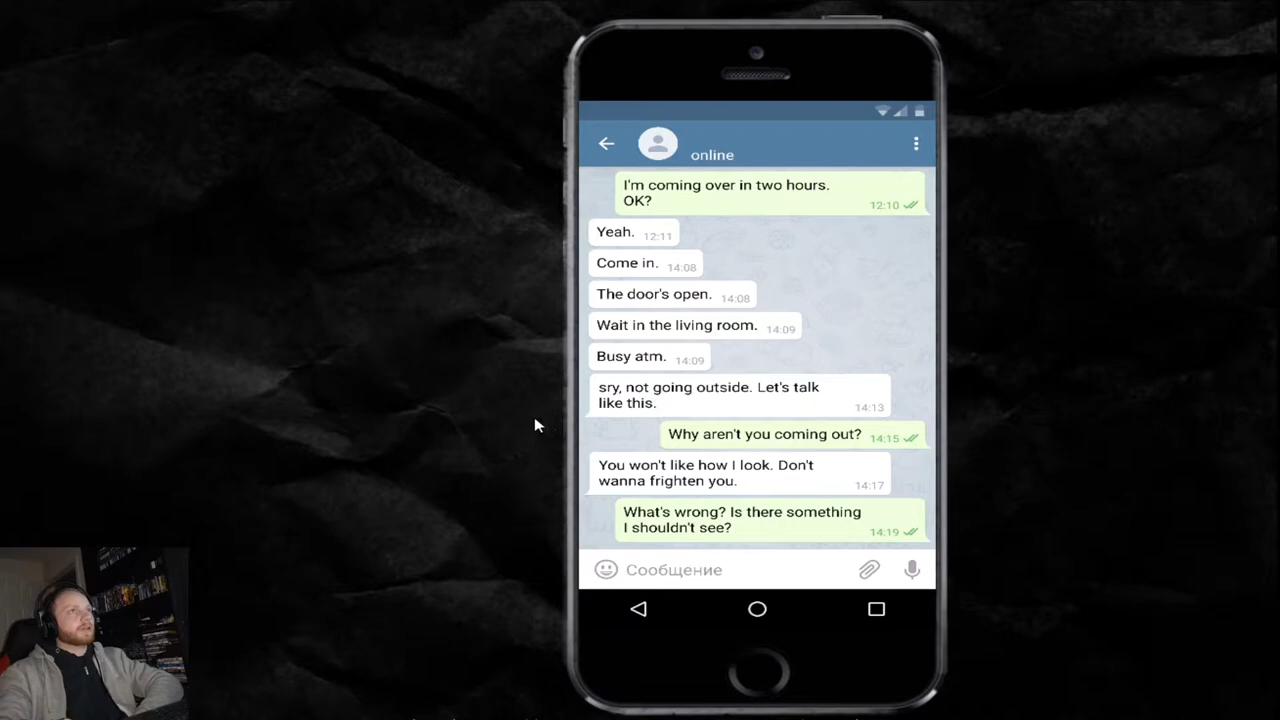 online
I'm coming over in two hours.
OK?
12:10
Yeah. 12:11
Come in. 14:08
The door's open. 14:08
Wait in the living room. 14:09
Busy atm. 14:09
sry, not going outside. Let's talk
like this.
14:13
Why aren't you coming out? 14:15
You won't like how I look. Don't
wanna frighten you.
14:17
What's wrong? Is there something
I shouldn't see?
14:19
Сообщение